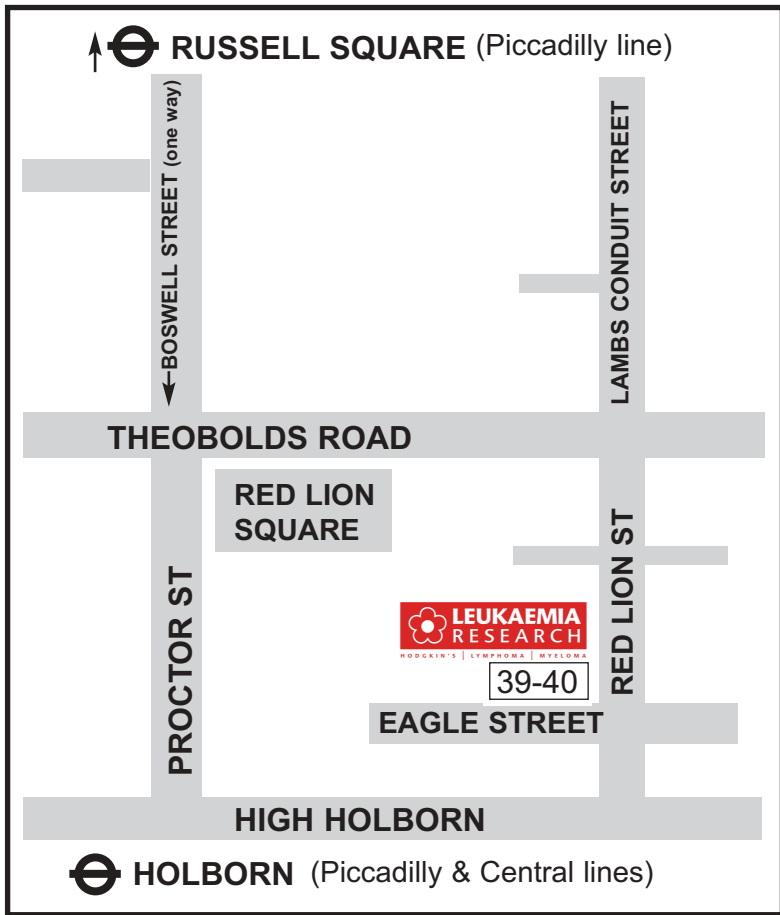 RUSSELL SQUARE (Piccadilly line)
BOSWELL STREET (one way)
LAMBS CONDUIT STREET
THEOBOLDS ROAD
RED LION
SQUARE
PROCTOR ST
RED LION ST
LEUKAEMIA
RESEARCH
HODGKIN'S | LYMPHOMA | MYELOMA
39-40
EAGLE STREET
HIGH HOLBORN
HOLBORN (Piccadilly & Central lines)